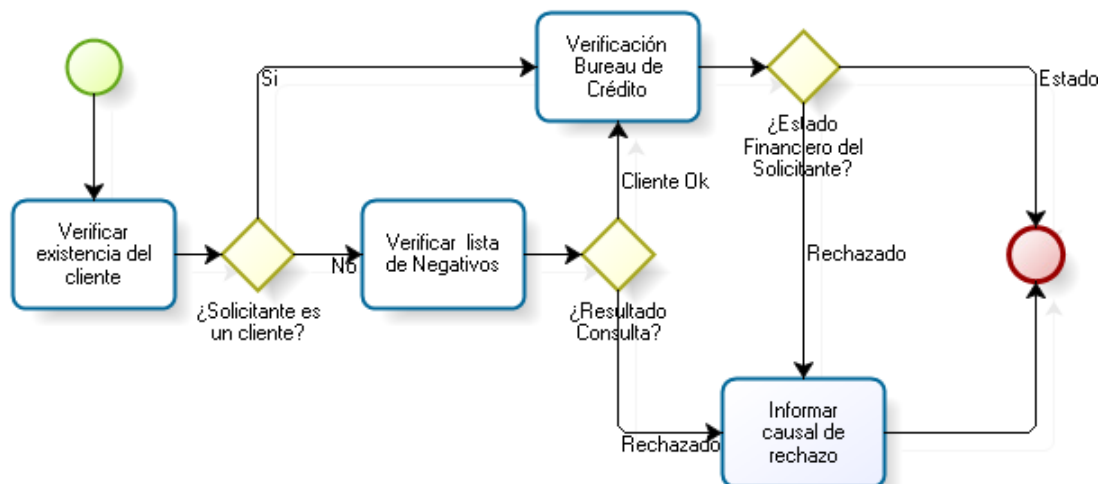 Verificación
Bureau de
Crédito
Si
Estado
¿Estado
Financiero del
Solicitante?
Cliente Ok
Verificar
existencia del
cliente
Verificar lista
de Negativos
No
Rechazado
¿Solicitante es
un cliente?
¿Resultado
Consulta?
Informar
causal de
rechazo
Rechazado